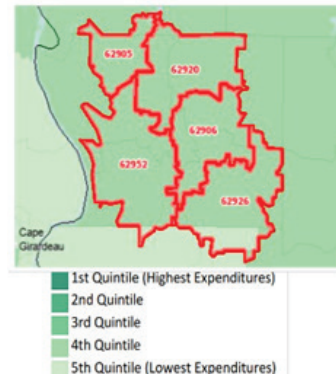 62905
62920
62906
62952
62926
Cape
Girardeau
1st Quintile (Highest Expenditures)
2nd Quintile
3rd Quintile
4th Quintile
5th Quintile (Lowest Expenditures)